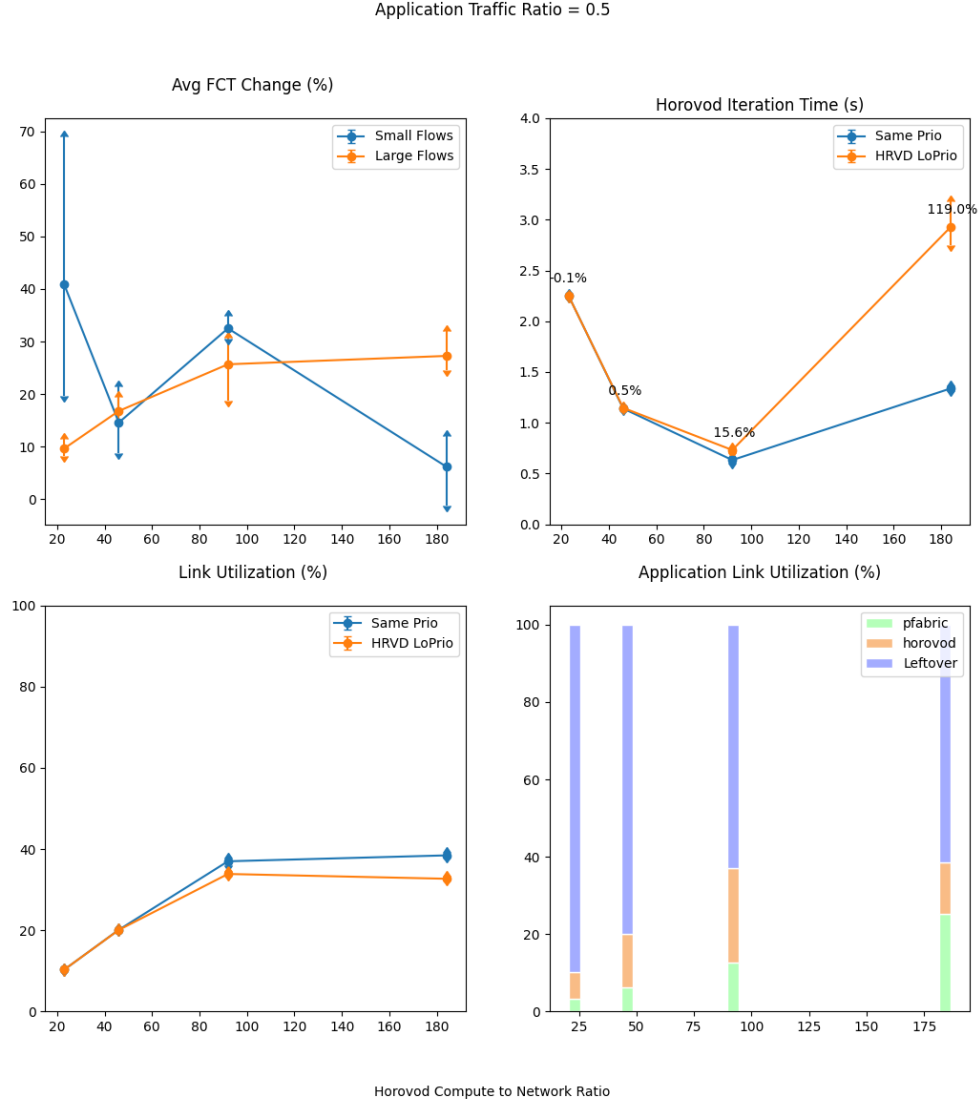 Application Traffic Ratio = 0.5
Avg FCT Change (%)
70
60
50
40
30
20
10
0
20 40 60 80 100 120 140 160 180
Small Flows
Large Flows
Horovod Iteration Time (s)
4.0
3.5
3.0
2.5
2.0
1.5
1.0
0.5
0.0
20 40 60 80 100 120 140 160 180
Same Prio
HRVD LoPrio
-0.1%
0.5%
15.6%
119.0%
Link Utilization (%)
100
80
60
40
20
0
20 40 60 80 100 120 140 160 180
Same Prio
HRVD LoPrio
Application Link Utilization (%)
100
80
60
40
20
0
25 50 75 100 125 150 175
pfabric
horovod
Leftover
Horovod Compute to Network Ratio